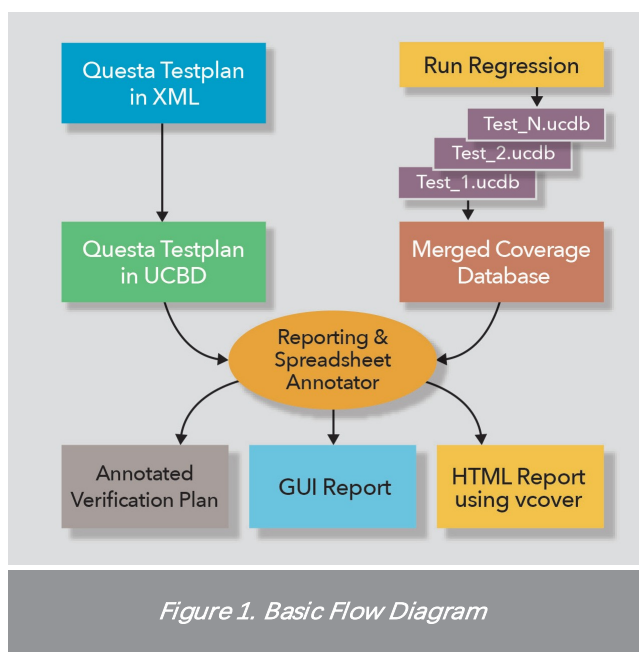 Questa Testplan
in XML
Run Regression
Test_N.ucdb
Test_2.ucdb
Test_1.ucdb
Questa Testplan
in UCBD
Merged Coverage
Database
Reporting &
Spreadsheet
Annotator
Annotated
Verification Plan
GUI Report
HTML Report
using vcover
Figure 1. Basic Flow Diagram